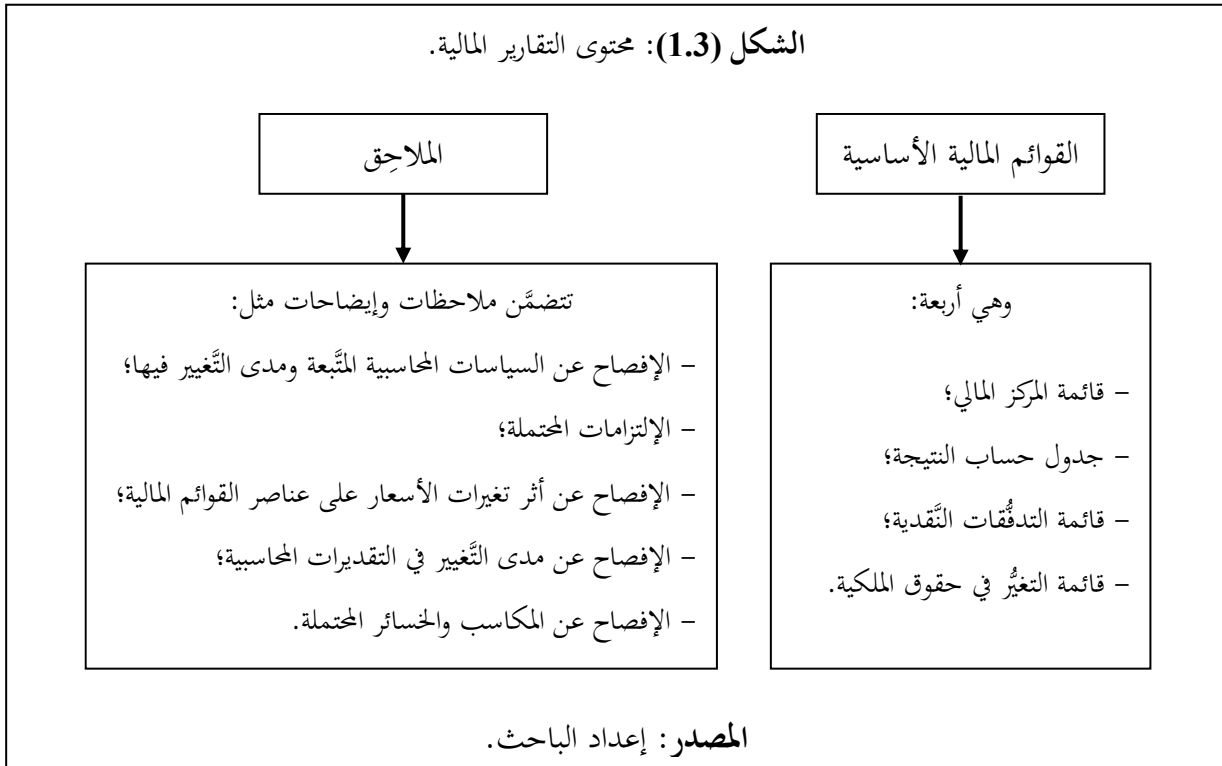 الشكل (1.3): محتوى التقارير المالية.
القوائم المالية الأساسية
وهي أربعة:
– قائمة المركز المالي؛
– جدول حساب النتيجة؛
– قائمة التدفُّقات النَّقدية؛
– قائمة التغيُّر في حقوق الملكية.
الملاحِق
تتضمَّن ملاحظات وإيضاحات مثل:
– الإفصاح عن السياسات المحاسبية المتَّبعة ومدى التَّغيير فيها؛
– الإلتزامات المحتملة؛
– الإفصاح عن أثر تغيرات الأسعار على عناصر القوائم المالية؛
– الإفصاح عن مدى التَّغيير في التقديرات المحاسبية؛
– الإفصاح عن المكاسب والخسائر المحتملة.
المصدر: إعداد الباحث.